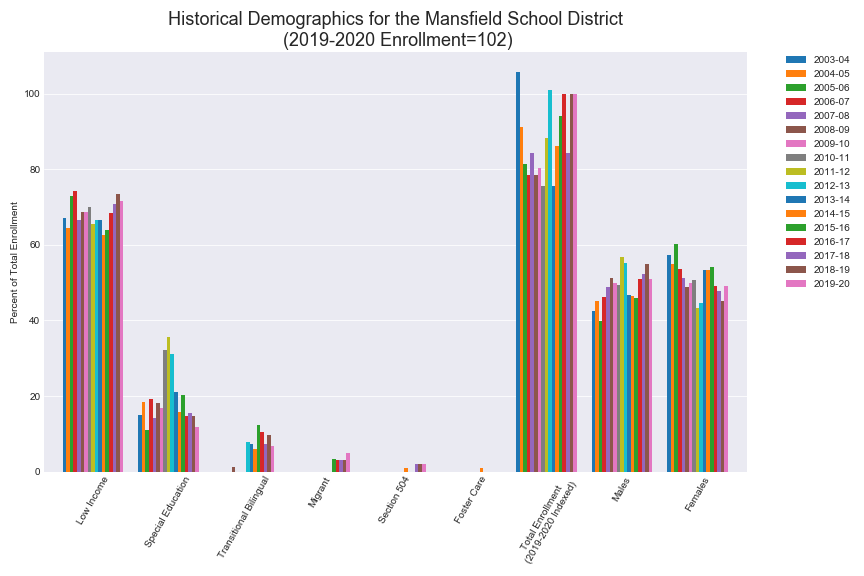 Historical Demographics for the Mansfield School District
(2019-2020 Enrollment=102)
Percent of Total Enrollment
100
80
60
40
20
0
Low Income
Special Education
Transitional Bilingual
Migrant
Section 504
Foster Care
Total Enrollment
(2019-2020 Indexed)
Males
Females
2003-04
2004-05
2005-06
2006-07
2007-08
2008-09
2009-10
2010-11
2011-12
2012-13
2013-14
2014-15
2015-16
2016-17
2017-18
2018-19
2019-20